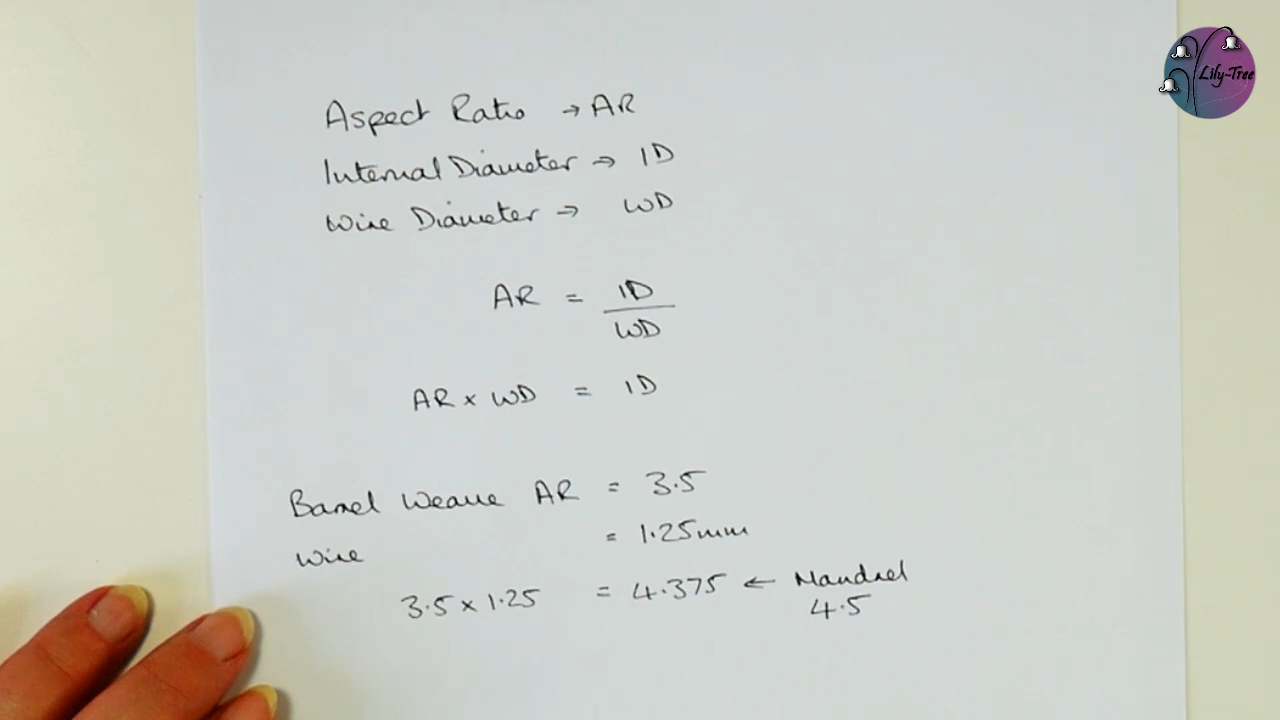 Lily-Tree
Aspect Ratio → AR
Internal Diameter → ID
Wire Diameter → WD
AR = ID
WD
AR x WD = ID
Barrel Weave AR = 3.5
Wire = 1.25mm
3.5 x 1.25 = 4.375 ← Mandrel
4.5